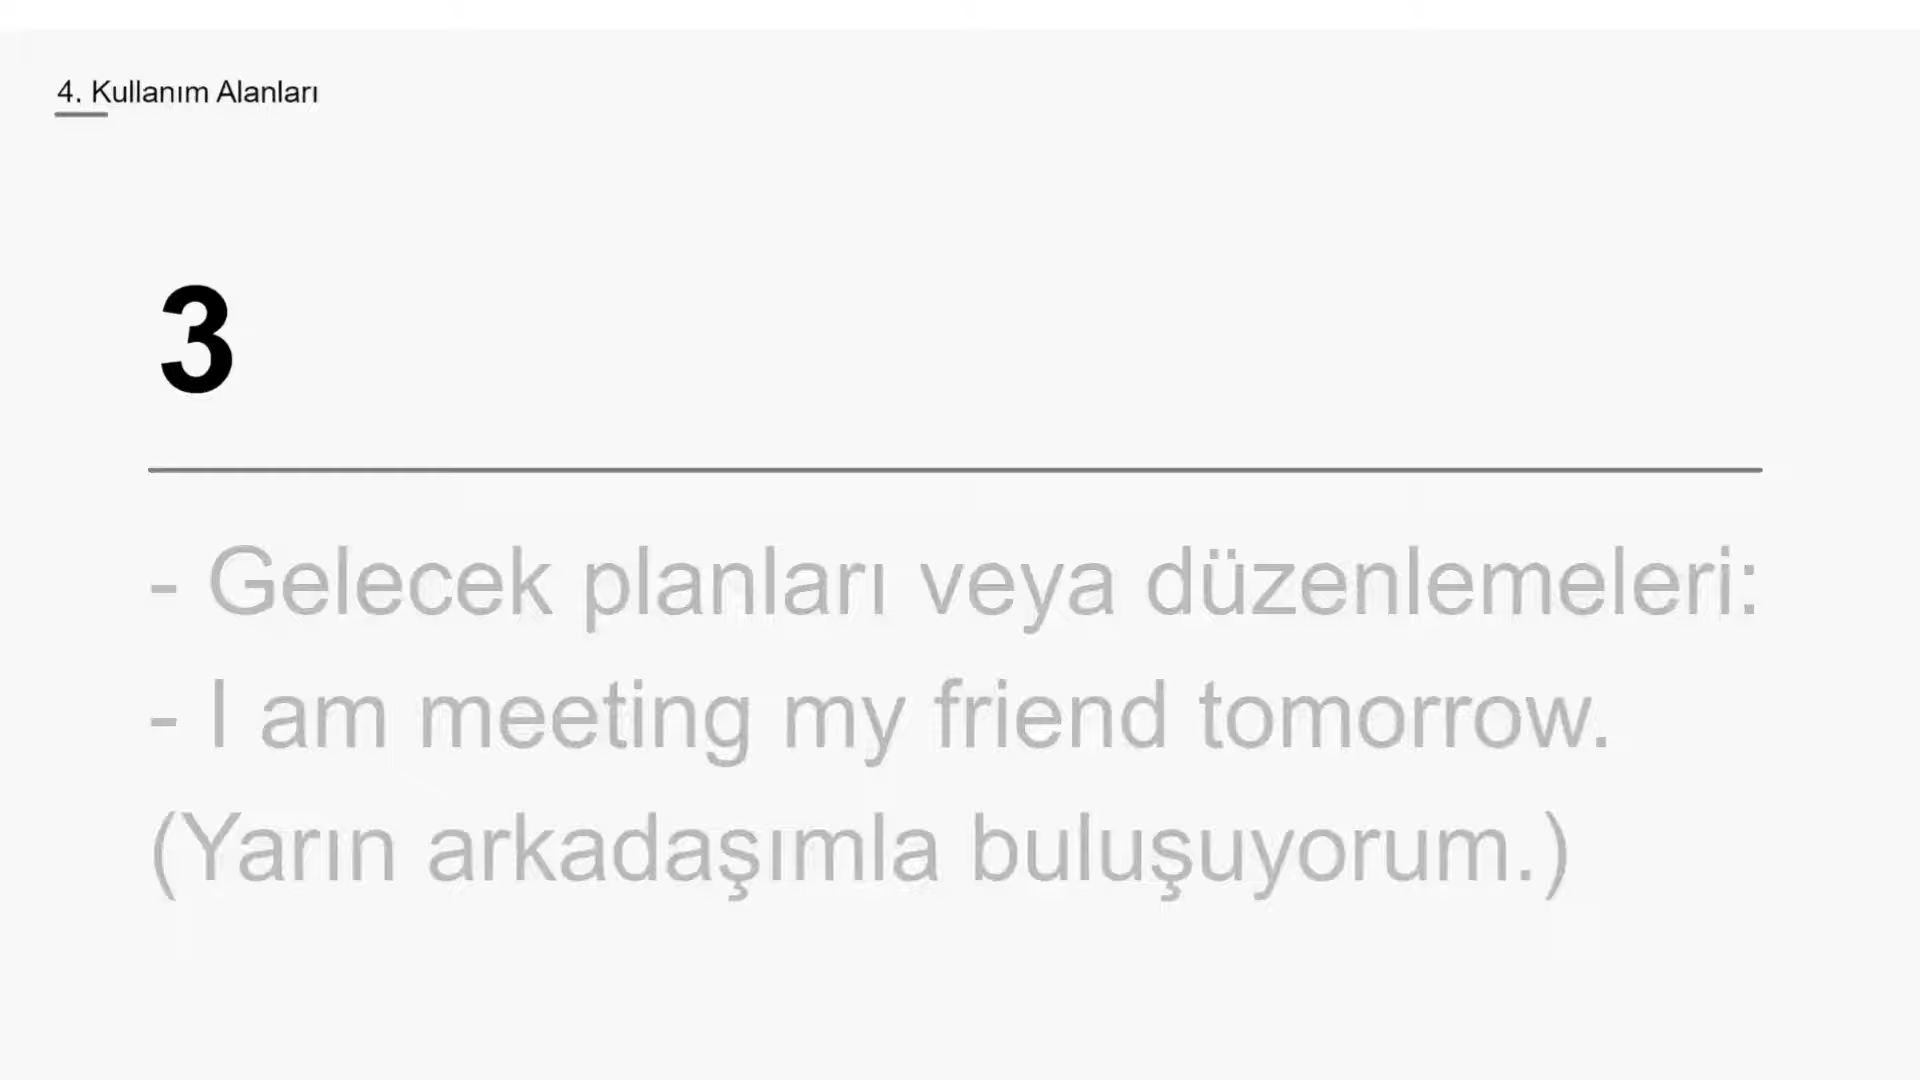 4. Kullanım Alanları
3
- Gelecek planları veya düzenlemeleri:
- I am meeting my friend tomorrow.
(Yarın arkadaşımla buluşuyorum.)